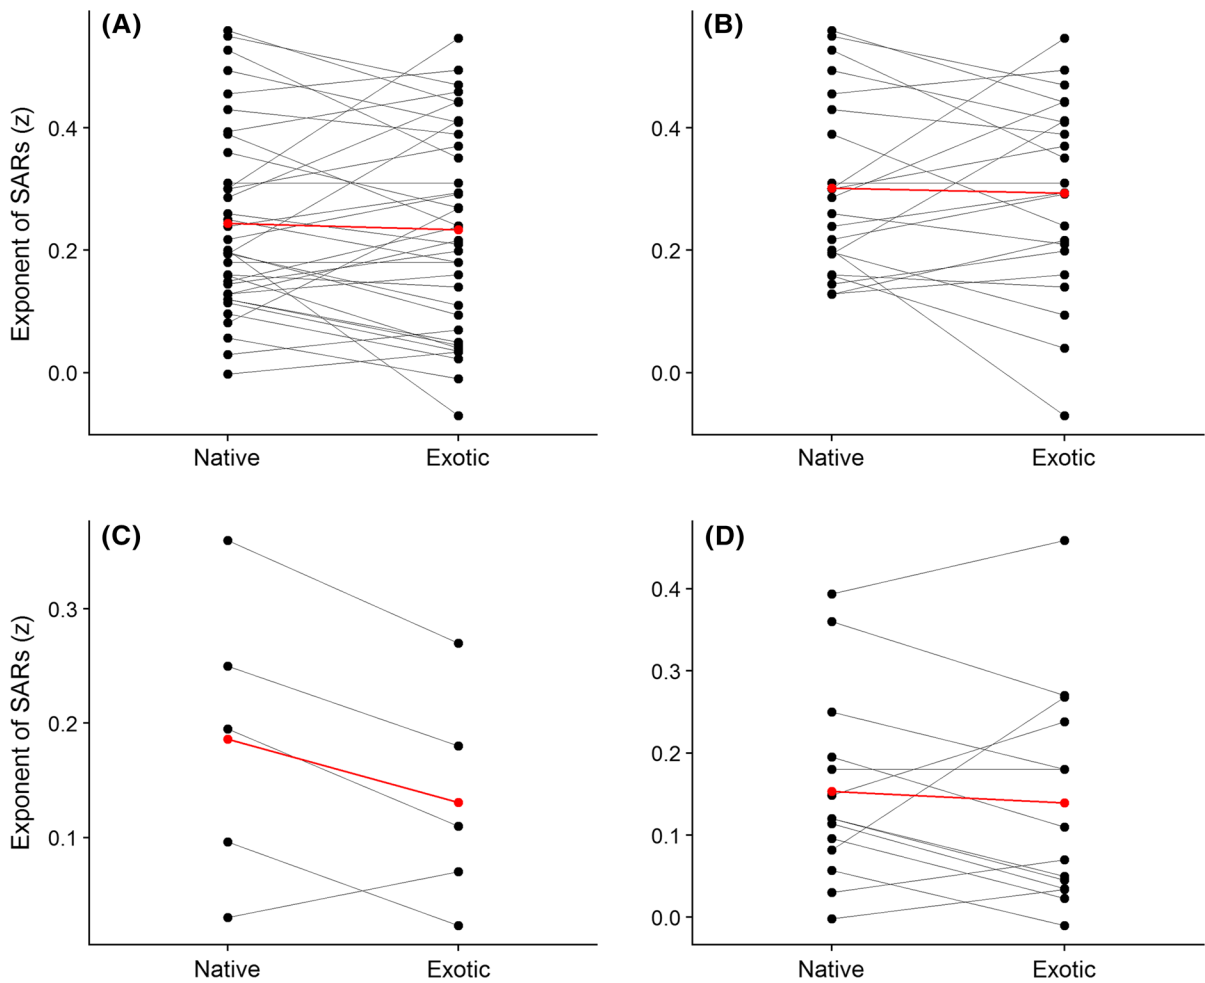 (A)
Exponent of SARs (z)
0.4
0.2
0.0
Native
Exotic
(B)
0.4
0.2
0.0
Native
Exotic
(C)
Exponent of SARs (z)
0.3
0.2
0.1
Native
Exotic
(D)
0.4
0.3
0.2
0.1
0.0
Native
Exotic